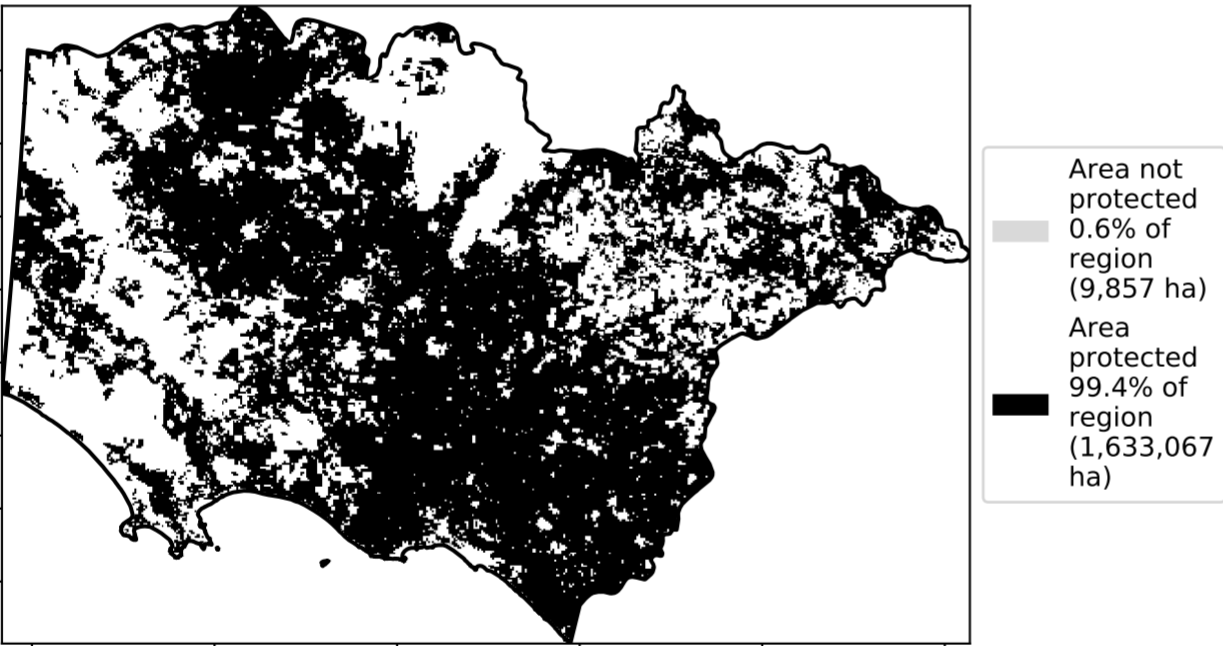 Area not
protected
0.6% of
region
(9,857 ha)
Area
protected
99.4% of
region
(1,633,067
ha)